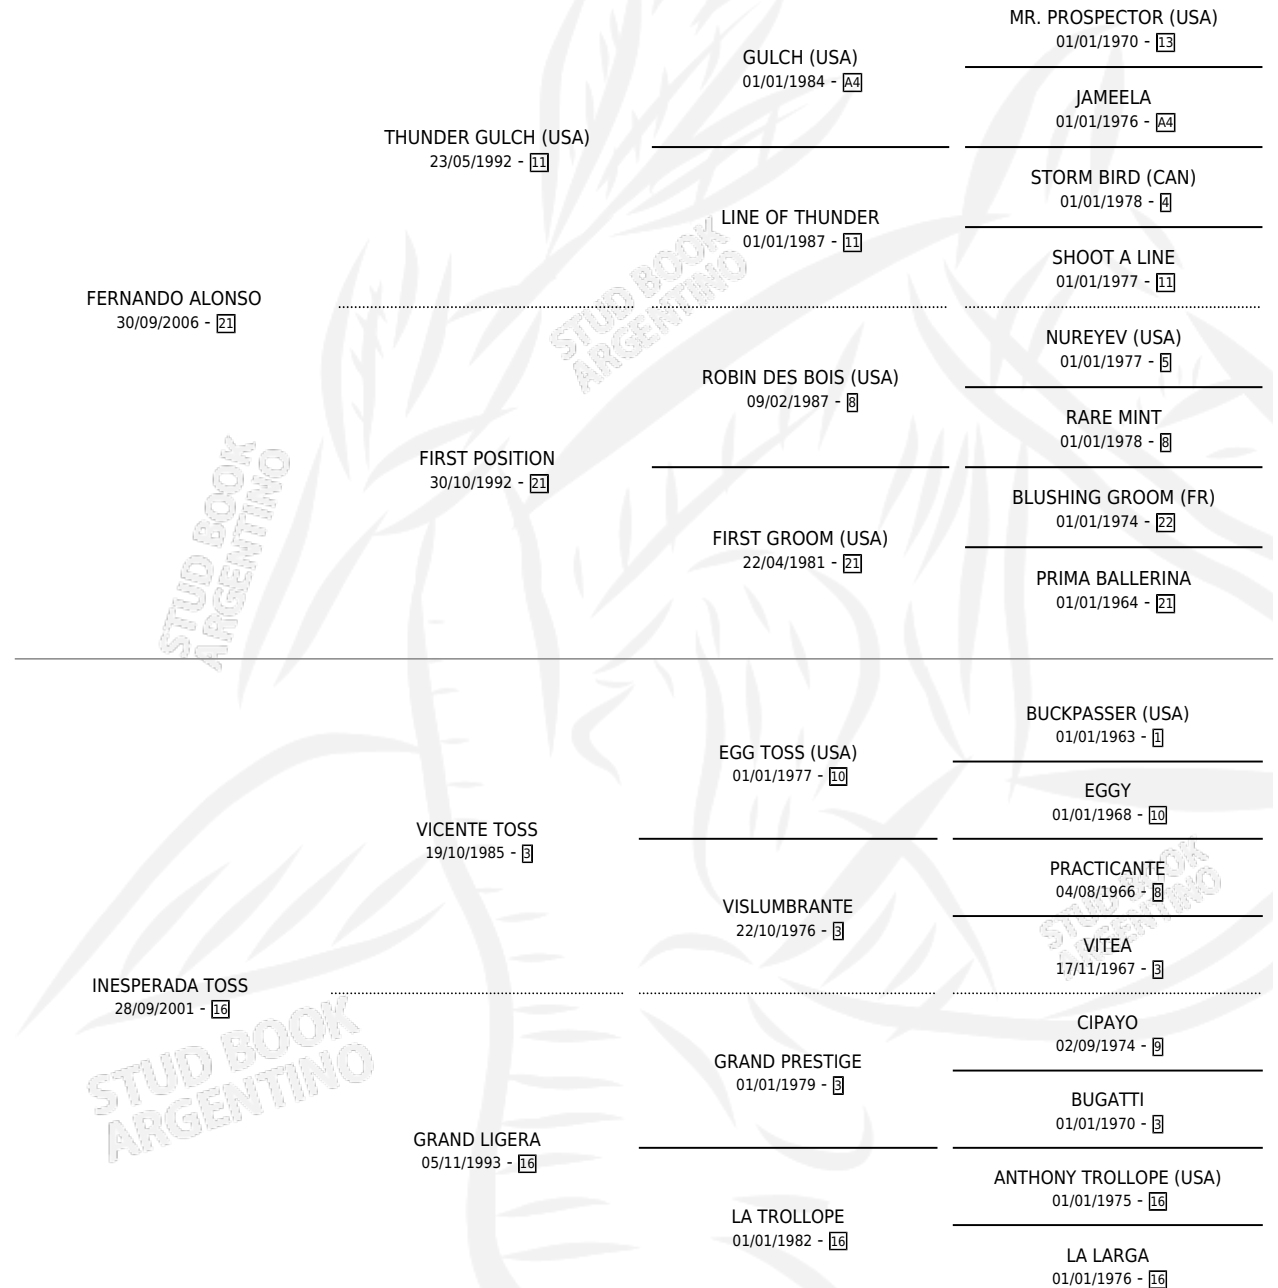 MR. PROSPECTOR (USA)
01/01/1970 - 13
GULCH (USA)
01/01/1984 - A4
JAMEELA
01/01/1976 - A4
THUNDER GULCH (USA)
23/05/1992 - 11
STORM BIRD (CAN)
01/01/1978 - 4
LINE OF THUNDER
01/01/1987 - 11
SHOOT A LINE
01/01/1977 - 11
FERNANDO ALONSO
30/09/2006 - 21
STUD BOOK
ARGENTINO
NUREYEV (USA)
01/01/1977 - 5
ROBIN DES BOIS (USA)
09/02/1987 - 8
RARE MINT
01/01/1978 - 8
FIRST POSITION
30/10/1992 - 21
BLUSHING GROOM (FR)
01/01/1974 - 22
FIRST GROOM (USA)
22/04/1981 - 21
PRIMA BALLERINA
01/01/1964 - 21
STUD BOOK
ARGENTINO
BUCKPASSER (USA)
01/01/1963 - 1
EGG TOSS (USA)
01/01/1977 - 10
EGGY
01/01/1968 - 10
VICENTE TOSS
19/10/1985 - 3
PRACTICANTE
04/08/1966 - 8
VISLUMBRANTE
22/10/1976 - 3
VITEA
17/11/1967 - 3
STUD BOOK
ARGENTINO
INESPERADA TOSS
28/09/2001 - 16
STUD BOOK
ARGENTINO
CIPAYO
02/09/1974 - 9
GRAND PRESTIGE
01/01/1979 - 3
BUGATTI
01/01/1970 - 3
GRAND LIGERA
05/11/1993 - 16
ANTHONY TROLLOPE (USA)
01/01/1975 - 16
LA TROLLOPE
01/01/1982 - 16
LA LARGA
01/01/1976 - 16